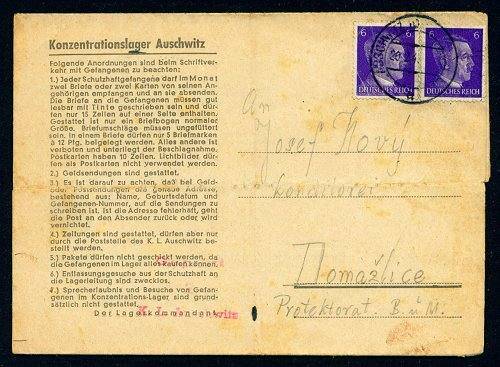 Konzentrationslager Auschwitz
Folgende Anordnungen sind beim Schriftver-
kehr mit Gefangenen zu beachten:
1.) Jeder Schutzhaftgefangene darf im Monat
zwei Briefe oder zwei Karten von seinen An-
gehörigen empfangen und an sie absenden.
Die Briefe an die Gefangenen müssen gut
lesbar mit Tinte geschrieben sein und dür-
fen nur 15 Zeilen auf einer Seite enthalten.
Gestattet ist nur ein Briefbogen normaler
Größe. Briefumschläge müssen ungefüttert
sein. In einem Briefe dürfen nur 5 Briefmarken
à 12 Pfg. beigelegt werden. Alles andere ist
verboten und unterliegt der Beschlagnahme.
Postkarten haben 10 Zeilen. Lichtbilder dür-
fen als Postkarten nicht verwendet werden.
2.) Geldsendungen sind gestattet.
3.) Es ist darauf zu achten, daß bei Geld-
oder Postsendungen die genaue Adresse,
bestehend aus: Name, Geburtsdatum und
Gefangenen-Nummer, auf die Sendungen zu
schreiben ist. Ist die Adresse fehlerhaft, geht
die Post an den Absender zurück oder wird
vernichtet.
4.) Zeitungen sind gestattet, dürfen aber nur
durch die Poststelle des K. L. Auschwitz be-
stellt werden.
5.) Pakete dürfen nicht geschickt werden, da
die Gefangenen im Lager alles kaufen können.
6.) Entlassungsgesuche aus der Schutzhaft an
die Lagerleitung sind zwecklos.
7.) Sprecherlaubnis und Besuche von Gefan-
genen im Konzentrations-Lager sind grund-
sätzlich nicht gestattet.
Der Lagerkommandant
6 6
DEUTSCHES REICH DEUTSCHES REICH
An
Josef Nový
Domažlice
Protektorat. B. u M.